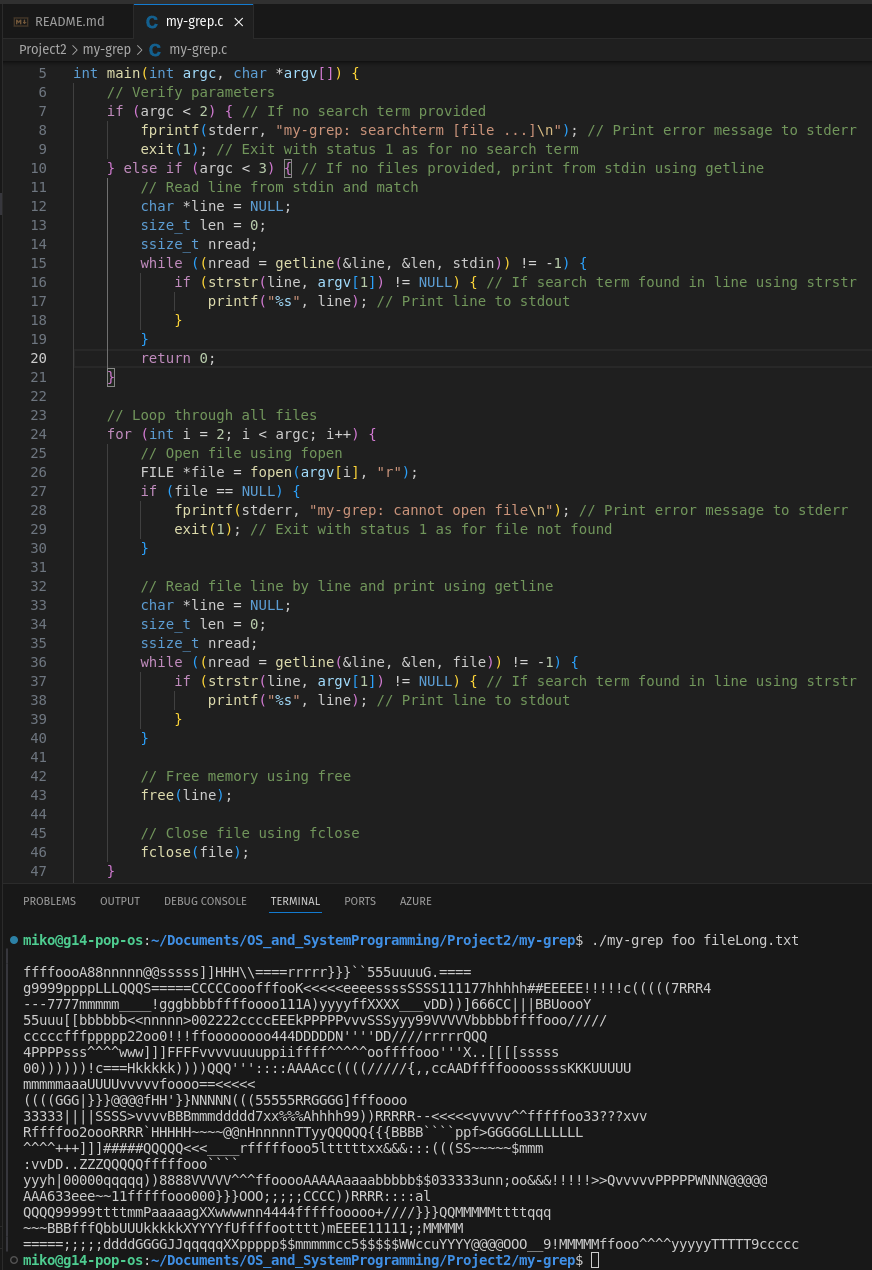 README.md
my-grep.c
Project2 > my-grep > C my-grep.c
5 int main(int argc, char *argv[]) {
6 // Verify parameters
7 if (argc < 2) { // If no search term provided
8 fprintf(stderr, "my-grep: searchterm [file ...]\n"); // Print error message to stderr
9 exit(1); // Exit with status 1 as for no search term
10 } else if (argc < 3) { // If no files provided, print from stdin using getline
11 // Read line from stdin and match
12 char *line = NULL;
13 size_t len = 0;
14 ssize_t nread;
15 while ((nread = getline(&line, &len, stdin)) != -1) {
16 if (strstr(line, argv[1]) != NULL) { // If search term found in line using strstr
17 printf("%s", line); // Print line to stdout
18 }
19 }
20 return 0;
21 }
22
23 // Loop through all files
24 for (int i = 2; i < argc; i++) {
25 // Open file using fopen
26 FILE *file = fopen(argv[i], "r");
27 if (file == NULL) {
28 fprintf(stderr, "my-grep: cannot open file\n"); // Print error message to stderr
29 exit(1); // Exit with status 1 as for file not found
30 }
31
32 // Read file line by line and print using getline
33 char *line = NULL;
34 size_t len = 0;
35 ssize_t nread;
36 while ((nread = getline(&line, &len, file)) != -1) {
37 if (strstr(line, argv[1]) != NULL) { // If search term found in line using strstr
38 printf("%s", line); // Print line to stdout
39 }
40 }
41
42 // Free memory using free
43 free(line);
44
45 // Close file using fclose
46 fclose(file);
47 }
PROBLEMS OUTPUT DEBUG CONSOLE TERMINAL PORTS AZURE
miko@g14-pop-os:~/Documents/OS_and_SystemProgramming/Project2/my-grep$ ./my-grep foo fileLong.txt
ffffoooA88nnnnn@@sssss]]HHH\\====rrrrr}}}``555uuuuG.====
g9999ppppLLLQQQS=====CCCCCooofffooK<<<<<eeeessssSSSS111177hhhhh##EEEEE!!!!!c(((((7RRR4
---7777mmmmm____!gggbbbbffffoooo111A)yyyyffXXXX___vDD))]666CC|||BBUoooY
55uuu[[bbbbbb<<nnnnn>002222ccccEEEkPPPPPvvvSSSyyy99VVVVVbbbbbffffooo/////
cccccfffppppp22oo0!!!ffoooooooo444DDDDDN''''DD////rrrrrQQQ
4PPPPsss^^^^www]]]FFFFvvvvuuuuppiiffff^^^^^ooffffooo'''X..[[[[sssss
00))))))!c===Hkkkkk))))QQQ'''::::AAAAcc((((/////{,,ccAADffffoooossssKKKUUUUU
mmmmmaaaUUUUvvvvvfoooo==<<<<<
((((GGG|}}}@@@@fHH'}}NNNNN(((55555RRGGGG]fffoooo
33333||||SSSS>vvvvBBBmmmddddd7xx%%%Ahhhh99))RRRRR--<<<<<vvvvv^^fffffoo33???xvv
Rffffoo2oooRRRR`HHHHH~~~~@@nHnnnnnTTyyQQQQQ{{{BBBB````ppf>GGGGGLLLLLLL
^^^^+++]]]#####QQQQQ<<<____rfffffooo5ltttttxx&&&:::(((SS~~~~~$mmm
:vvDD..ZZZQQQQQfffffooo````
yyyh|00000qqqqq))8888VVVVV^^^ffooooAAAAAaaaabbbbb$$033333unn;oo&&&!!!!!>>QvvvvvPPPPPWNNN@@@@@
AAA633eee~~11fffffooo000}}}OOO;;;;;CCCC))RRRR::::al
QQQQ99999ttttmmPaaaaagXXwwwwnn4444fffffooooo+////}}}QQMMMMMttttqqq
~~~BBBfffQbbUUUkkkkkXYYYYfUffffootttt)mEEEE11111;;MMMMM
=====;;;;;ddddGGGGJJqqqqqXXppppp$$mmmmmcc5$$$$$WWccuYYYY@@@@OOO__9!MMMMMffooo^^^^yyyyyTTTTT9ccccc
miko@g14-pop-os:~/Documents/OS_and_SystemProgramming/Project2/my-grep$